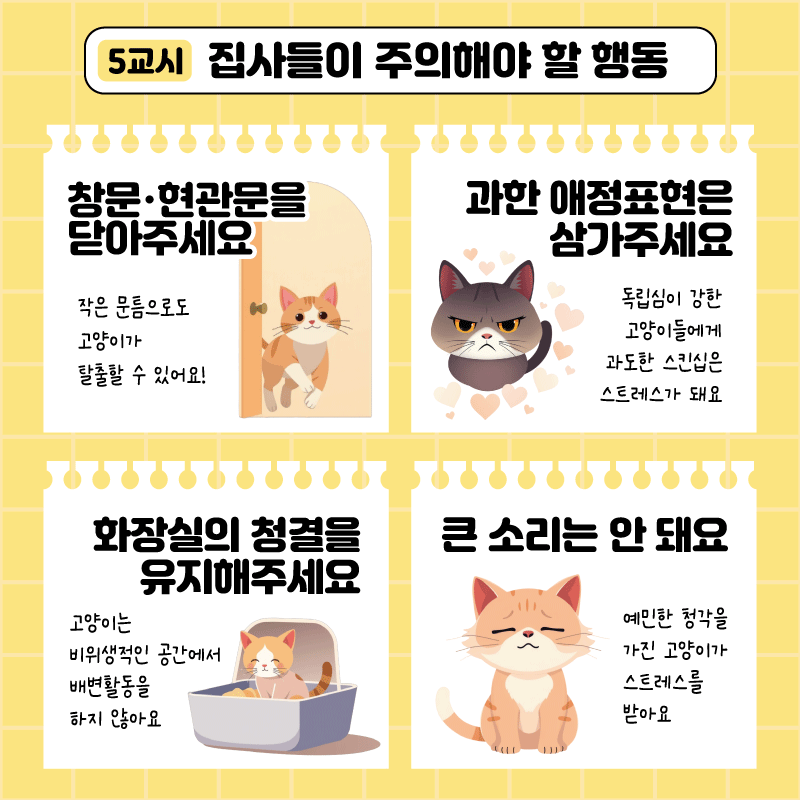 5교시 집사들이 주의해야 할 행동
창문·현관문을
닫아주세요
작은 문틈으로도
고양이가
탈출할 수 있어요!
과한 애정표현은
삼가주세요
독립심이 강한
고양이들에게
과도한 스킨십은
스트레스가 돼요
화장실의 청결을
유지해주세요
고양이는
비위생적인 공간에서
배변활동을
하지 않아요
큰 소리는 안 돼요
예민한 청각을
가진 고양이가
스트레스를
받아요